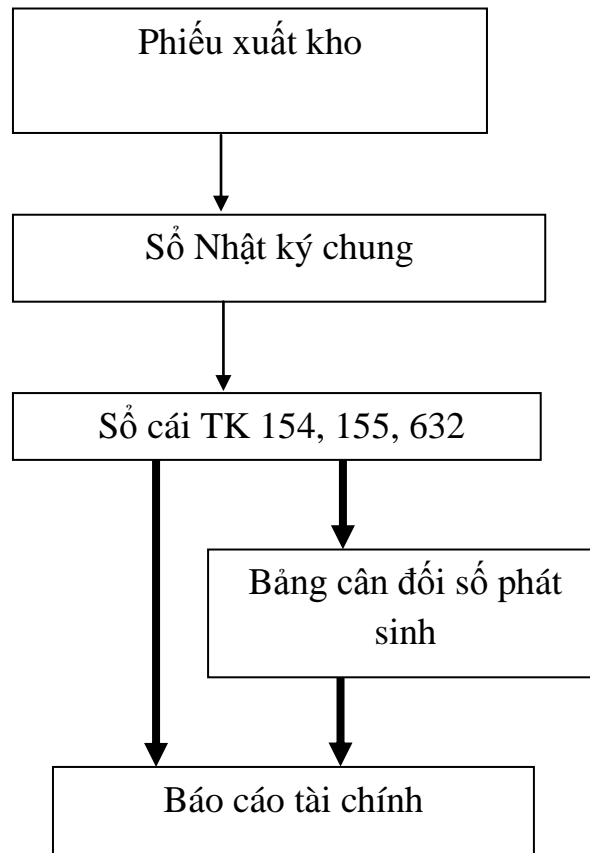 Phiếu xuất kho
Sổ Nhật ký chung
Sổ cái TK 154, 155, 632
Bảng cân đối số phát
sinh
Báo cáo tài chính